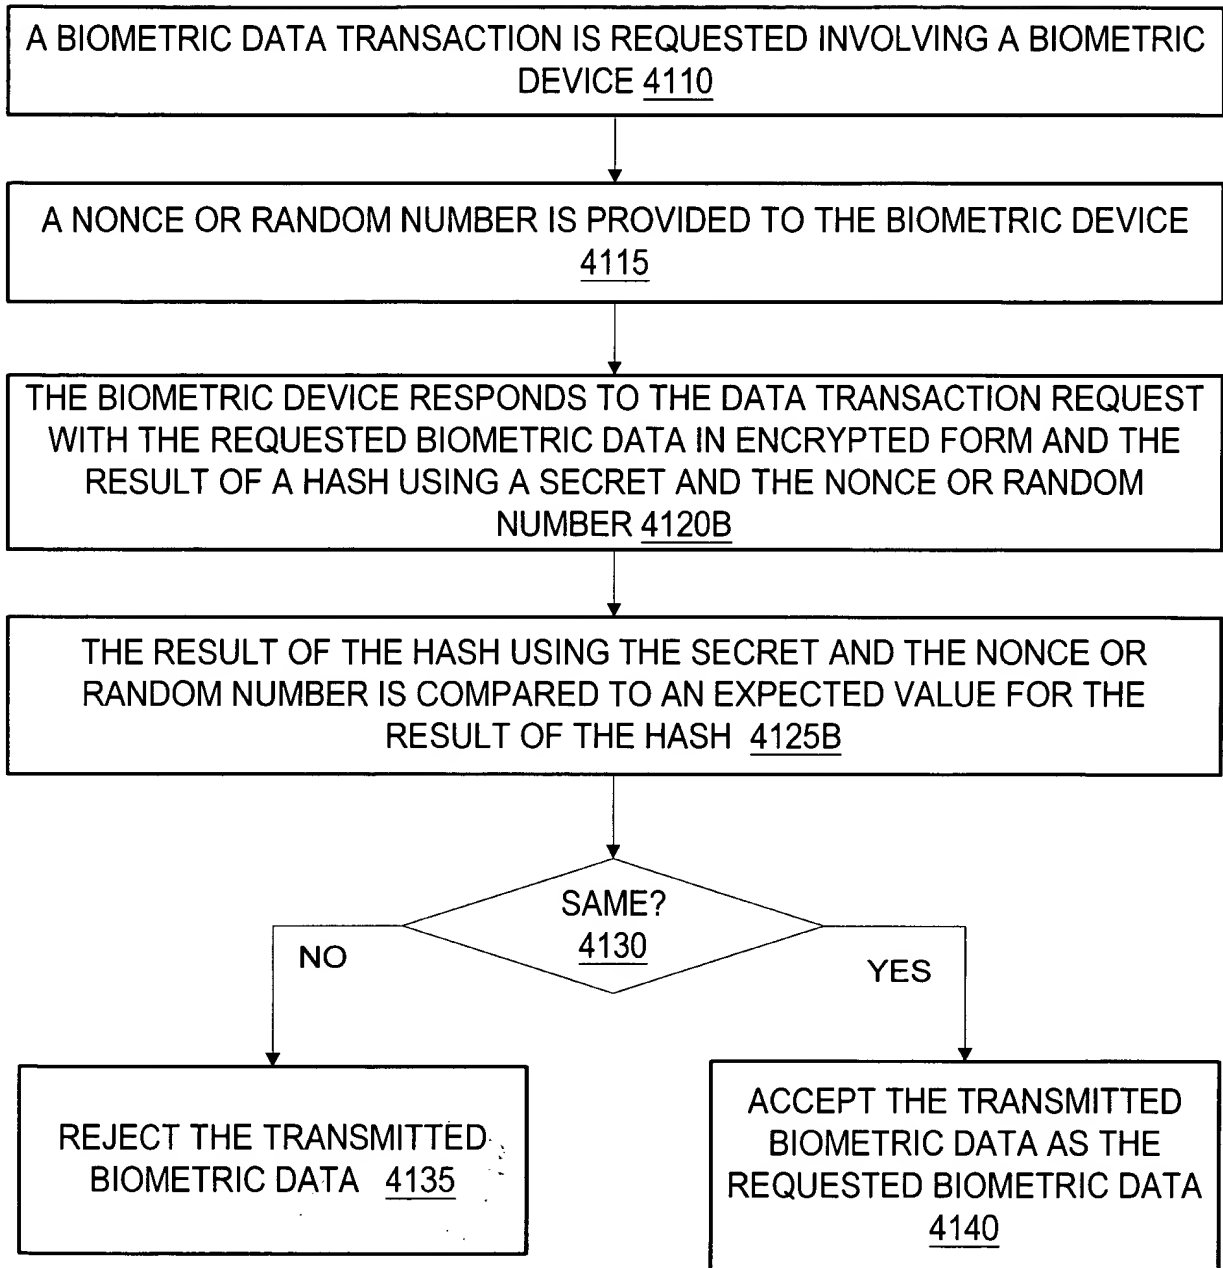 A BIOMETRIC DATA TRANSACTION IS REQUESTED INVOLVING A BIOMETRIC
DEVICE 4110
A NONCE OR RANDOM NUMBER IS PROVIDED TO THE BIOMETRIC DEVICE
4115
THE BIOMETRIC DEVICE RESPONDS TO THE DATA TRANSACTION REQUEST
WITH THE REQUESTED BIOMETRIC DATA IN ENCRYPTED FORM AND THE
RESULT OF A HASH USING A SECRET AND THE NONCE OR RANDOM
NUMBER 4120B
THE RESULT OF THE HASH USING THE SECRET AND THE NONCE OR
RANDOM NUMBER IS COMPARED TO AN EXPECTED VALUE FOR THE
RESULT OF THE HASH 4125B
SAME?
4130
NO
YES
REJECT THE TRANSMITTED
BIOMETRIC DATA 4135
ACCEPT THE TRANSMITTED
BIOMETRIC DATA AS THE
REQUESTED BIOMETRIC DATA
4140